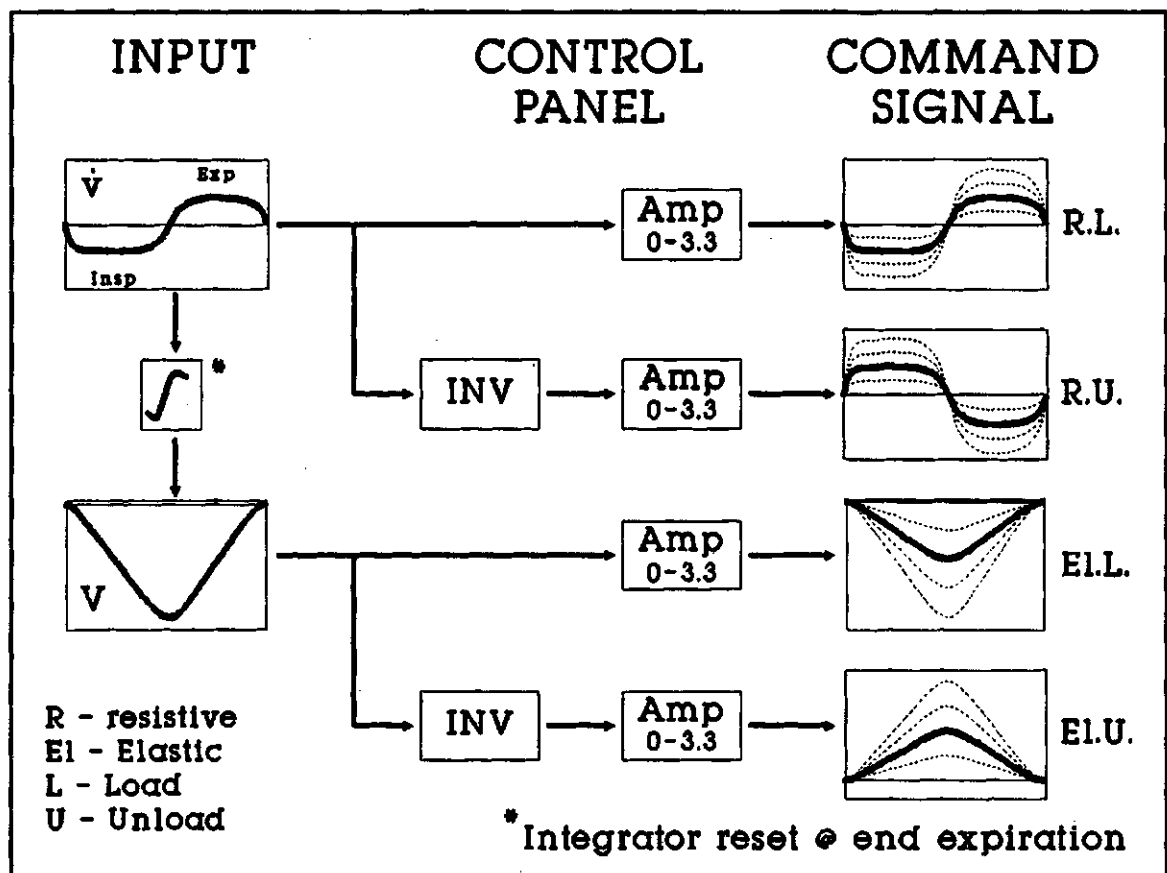 INPUT
CONTROL
PANEL
COMMAND
SIGNAL
V̇
Exp
Insp
Amp
0-3.3
R.L.
*
INV
Amp
0-3.3
R.U.
V
Amp
0-3.3
El.L.
INV
Amp
0-3.3
El.U.
R - resistive
El - Elastic
L - Load
U - Unload
*Integrator reset @ end expiration